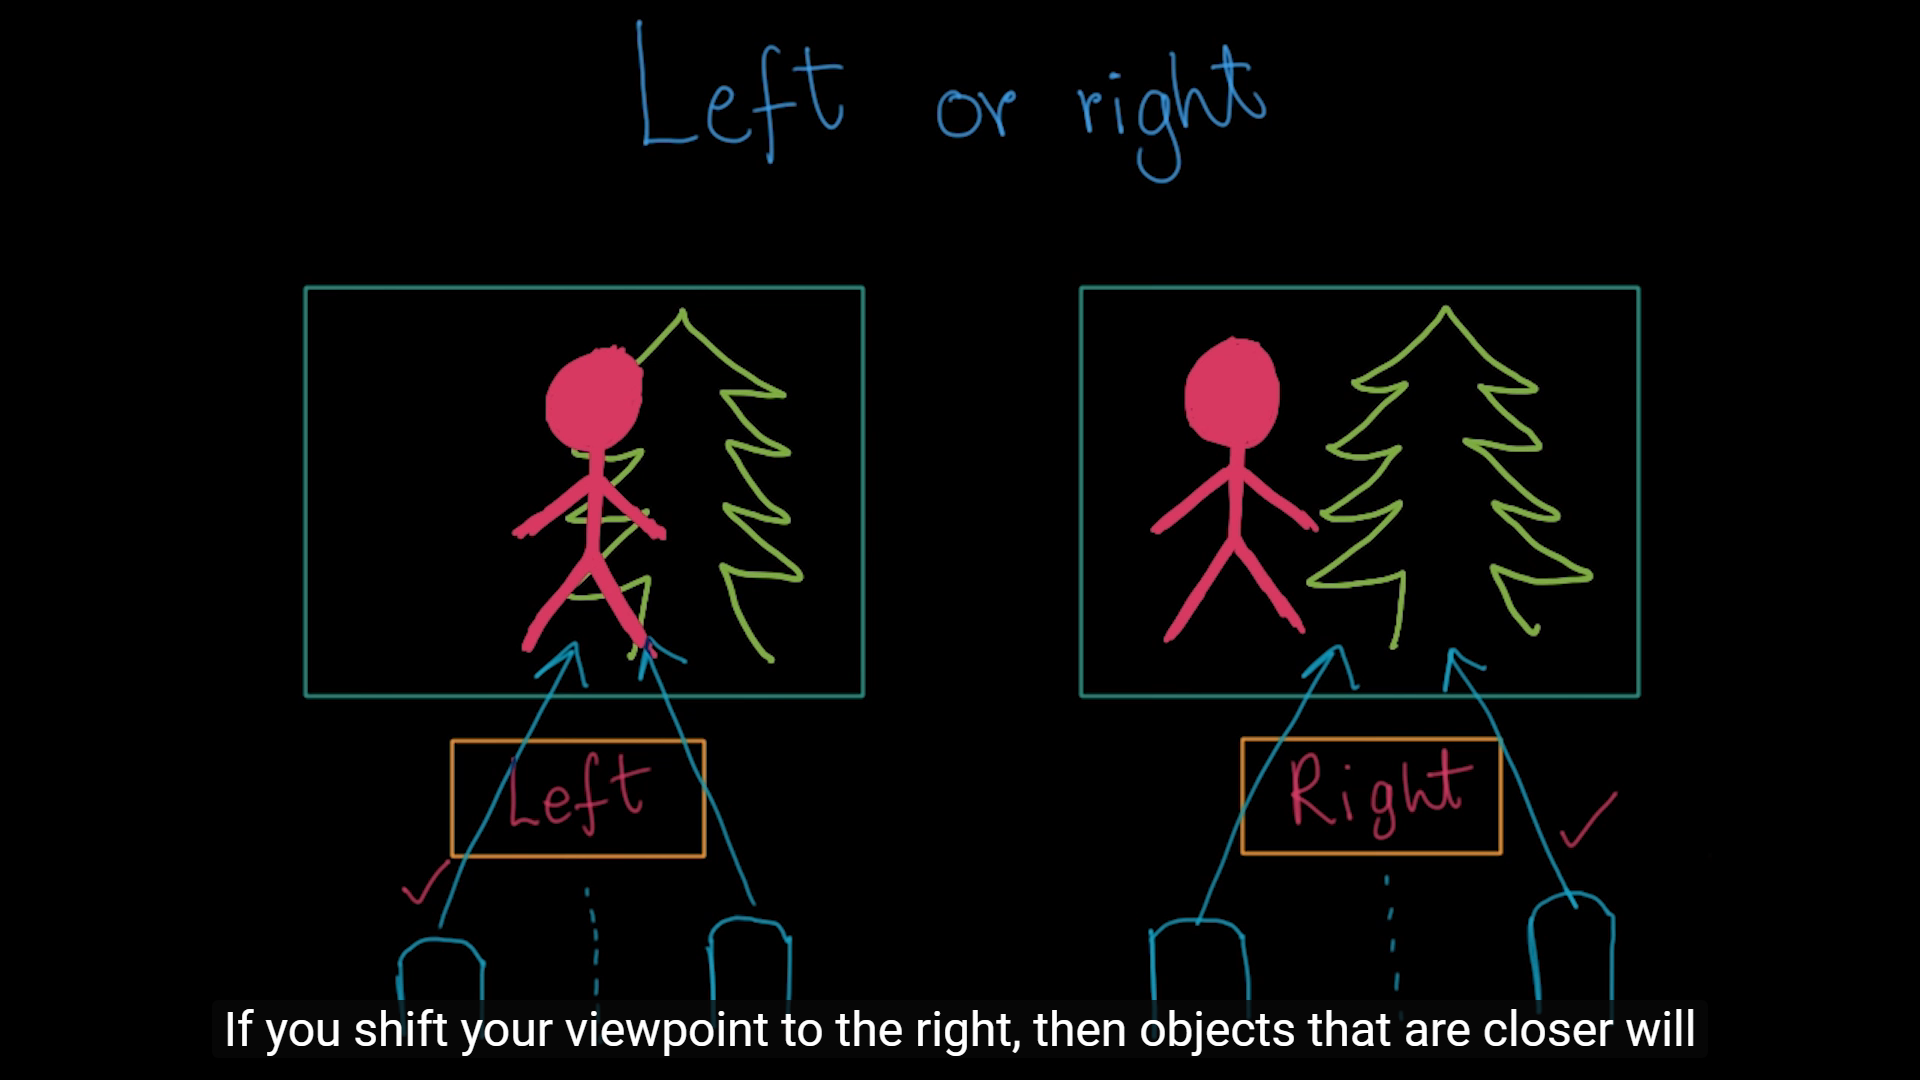 Left or right
Left
Right
If you shift your viewpoint to the right, then objects that are closer will